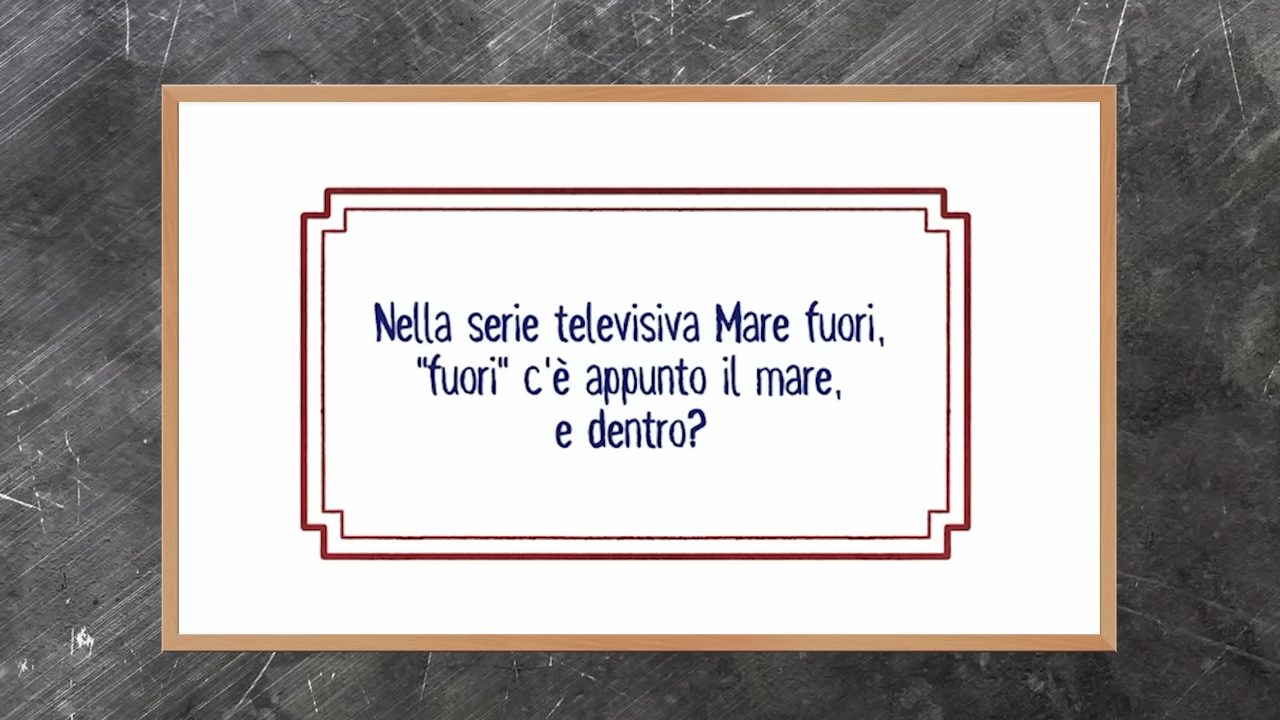 Nella serie televisiva Mare fuori,
"fuori" c'è appunto il mare,
e dentro?